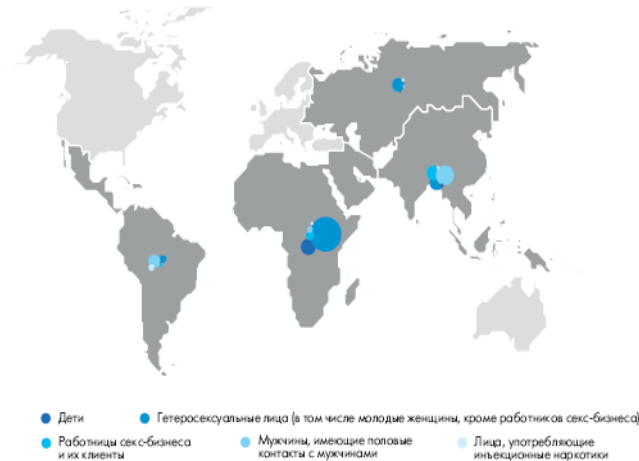 Дети
Гетеросексуальные лица (в том числе молодые женщины, кроме работников секс-бизнеса)
Работницы секс-бизнеса
и их клиенты
Мужчины, имеющие половые
контакты с мужчинами
Лица, употребляющие
инъекционные наркотики